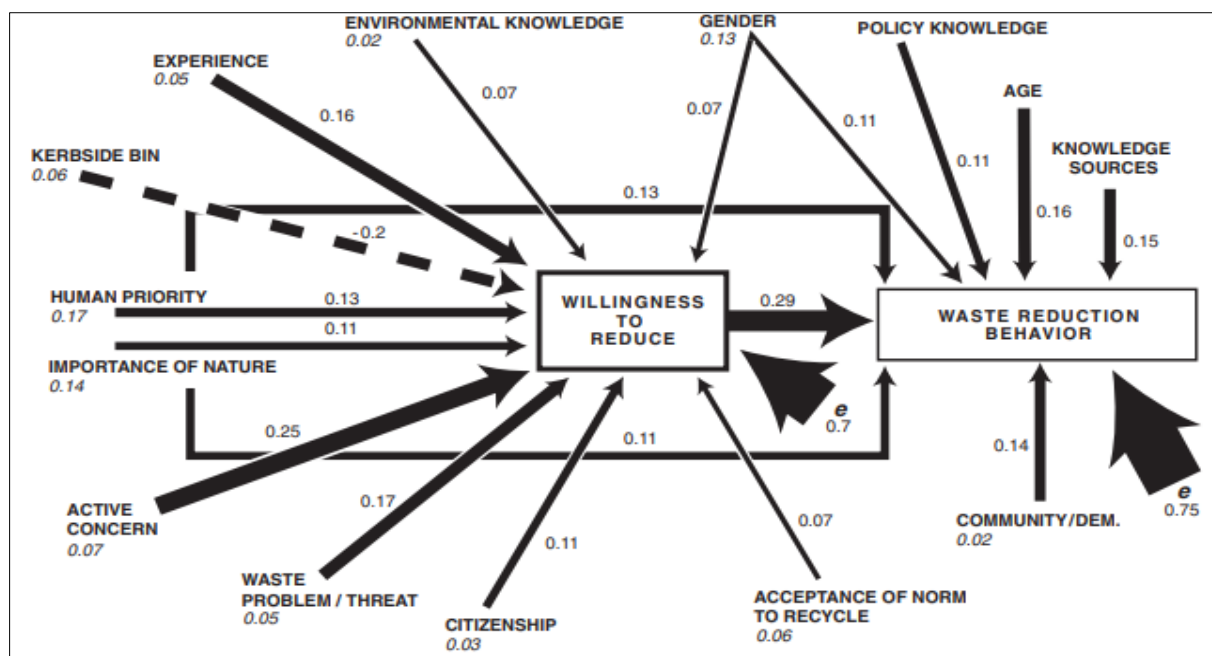 ENVIRONMENTAL KNOWLEDGE
0.02
GENDER
0.13
POLICY KNOWLEDGE
EXPERIENCE
0.05
0.07
0.07
AGE
0.16
0.11
KNOWLEDGE
SOURCES
KERBSIDE BIN
0.06
0.11
0.13
0.16
0.15
-0.2
HUMAN PRIORITY
0.17
0.13
WILLINGNESS
TO
REDUCE
0.29
WASTE REDUCTION
BEHAVIOR
0.11
IMPORTANCE OF NATURE
0.14
e
0.7
0.25
0.11
0.14
e
0.75
ACTIVE
CONCERN
0.07
0.17
0.11
0.07
COMMUNITY/DEM.
0.02
WASTE
PROBLEM / THREAT
0.05
CITIZENSHIP
0.03
ACCEPTANCE OF NORM
TO RECYCLE
0.06